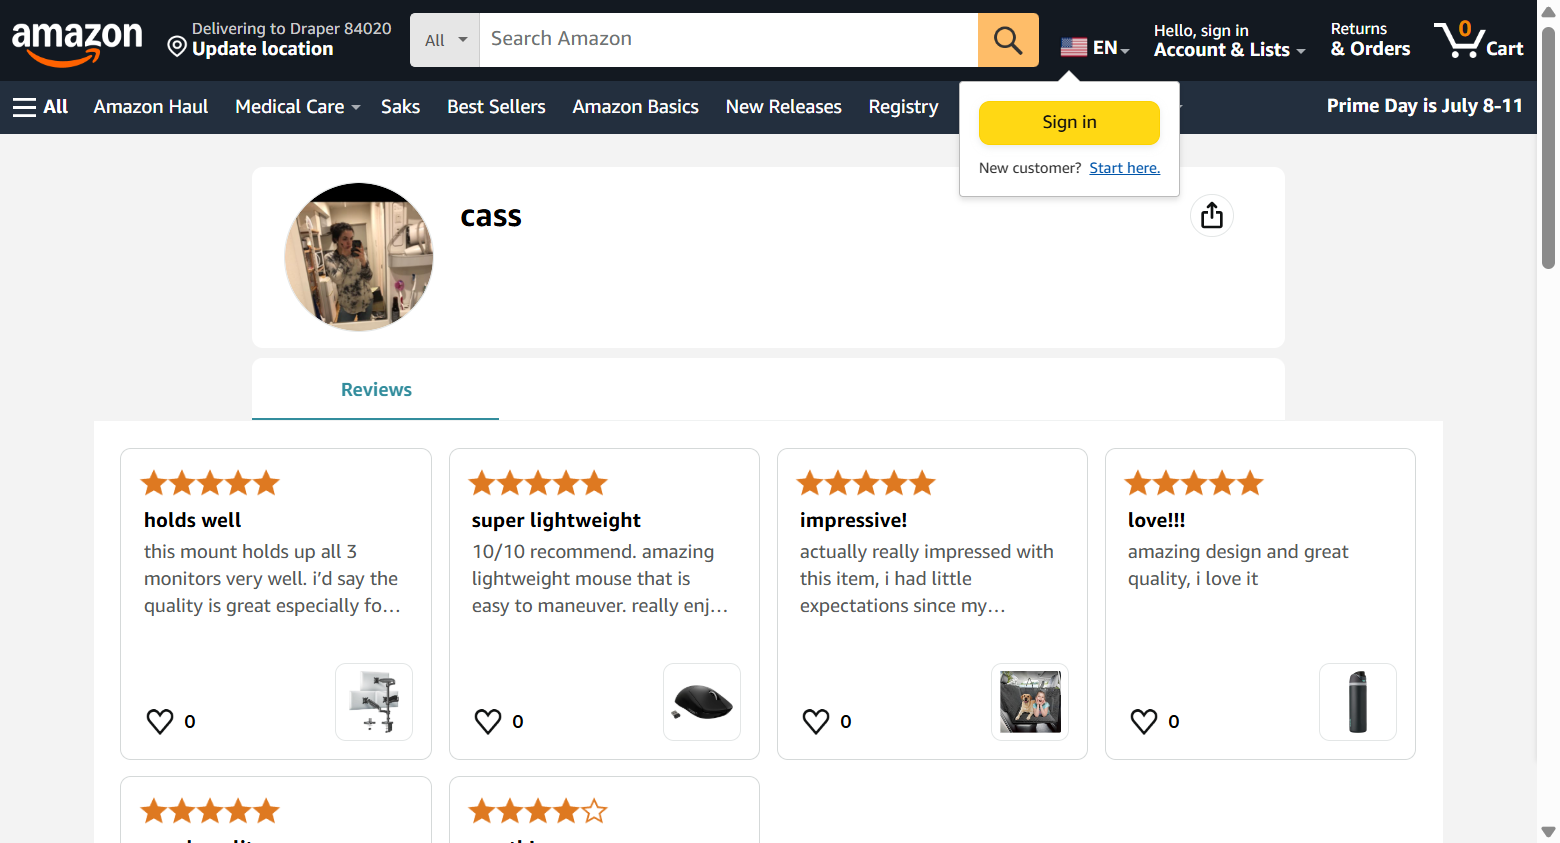 amazon
Delivering to Draper 84020
Update location
All
Search Amazon
EN
Hello, sign in
Account & Lists
Returns
& Orders
0
Cart
All
Amazon Haul
Medical Care
Saks
Best Sellers
Amazon Basics
New Releases
Registry
Prime Day is July 8-11
Sign in
New customer? Start here.
cass
Reviews
holds well
this mount holds up all 3
monitors very well. i’d say the
quality is great especially fo…
0
super lightweight
10/10 recommend. amazing
lightweight mouse that is
easy to maneuver. really enj…
0
impressive!
actually really impressed with
this item, i had little
expectations since my…
0
love!!!
amazing design and great
quality, i love it
0